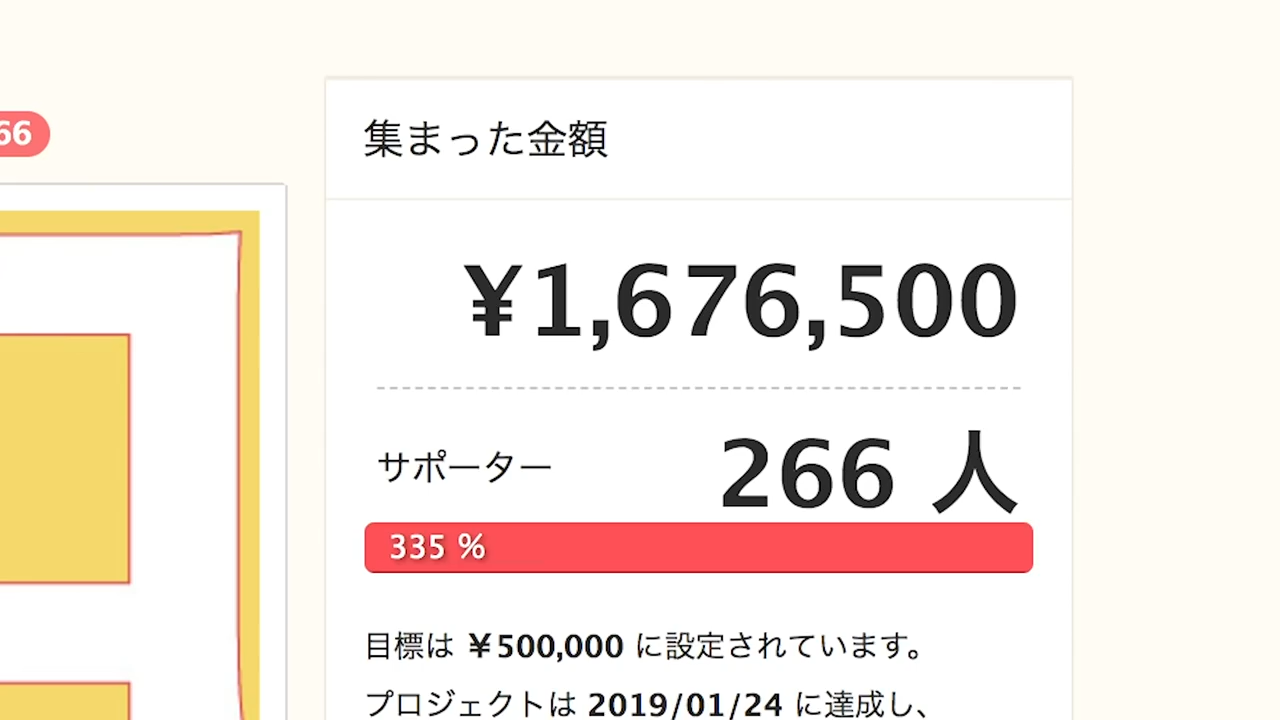 66
集まった金額
¥1,676,500
サポーター 266 人
335 %
目標は ¥500,000 に設定されています。
プロジェクトは 2019/01/24 に達成し、